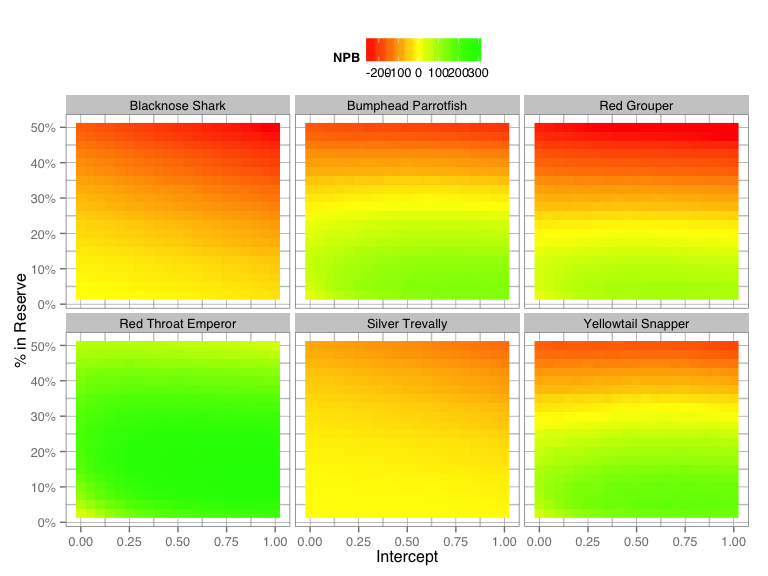 NPB
-200 -100 0 100 200 300
Blacknose Shark Bumphead Parrotfish Red Grouper
50%
40%
30%
20%
10%
0%
% in Reserve
Red Throat Emperor Silver Trevally Yellowtail Snapper
50%
40%
30%
20%
10%
0%
0.00 0.25 0.50 0.75 1.00 0.00 0.25 0.50 0.75 1.00 0.00 0.25 0.50 0.75 1.00
Intercept